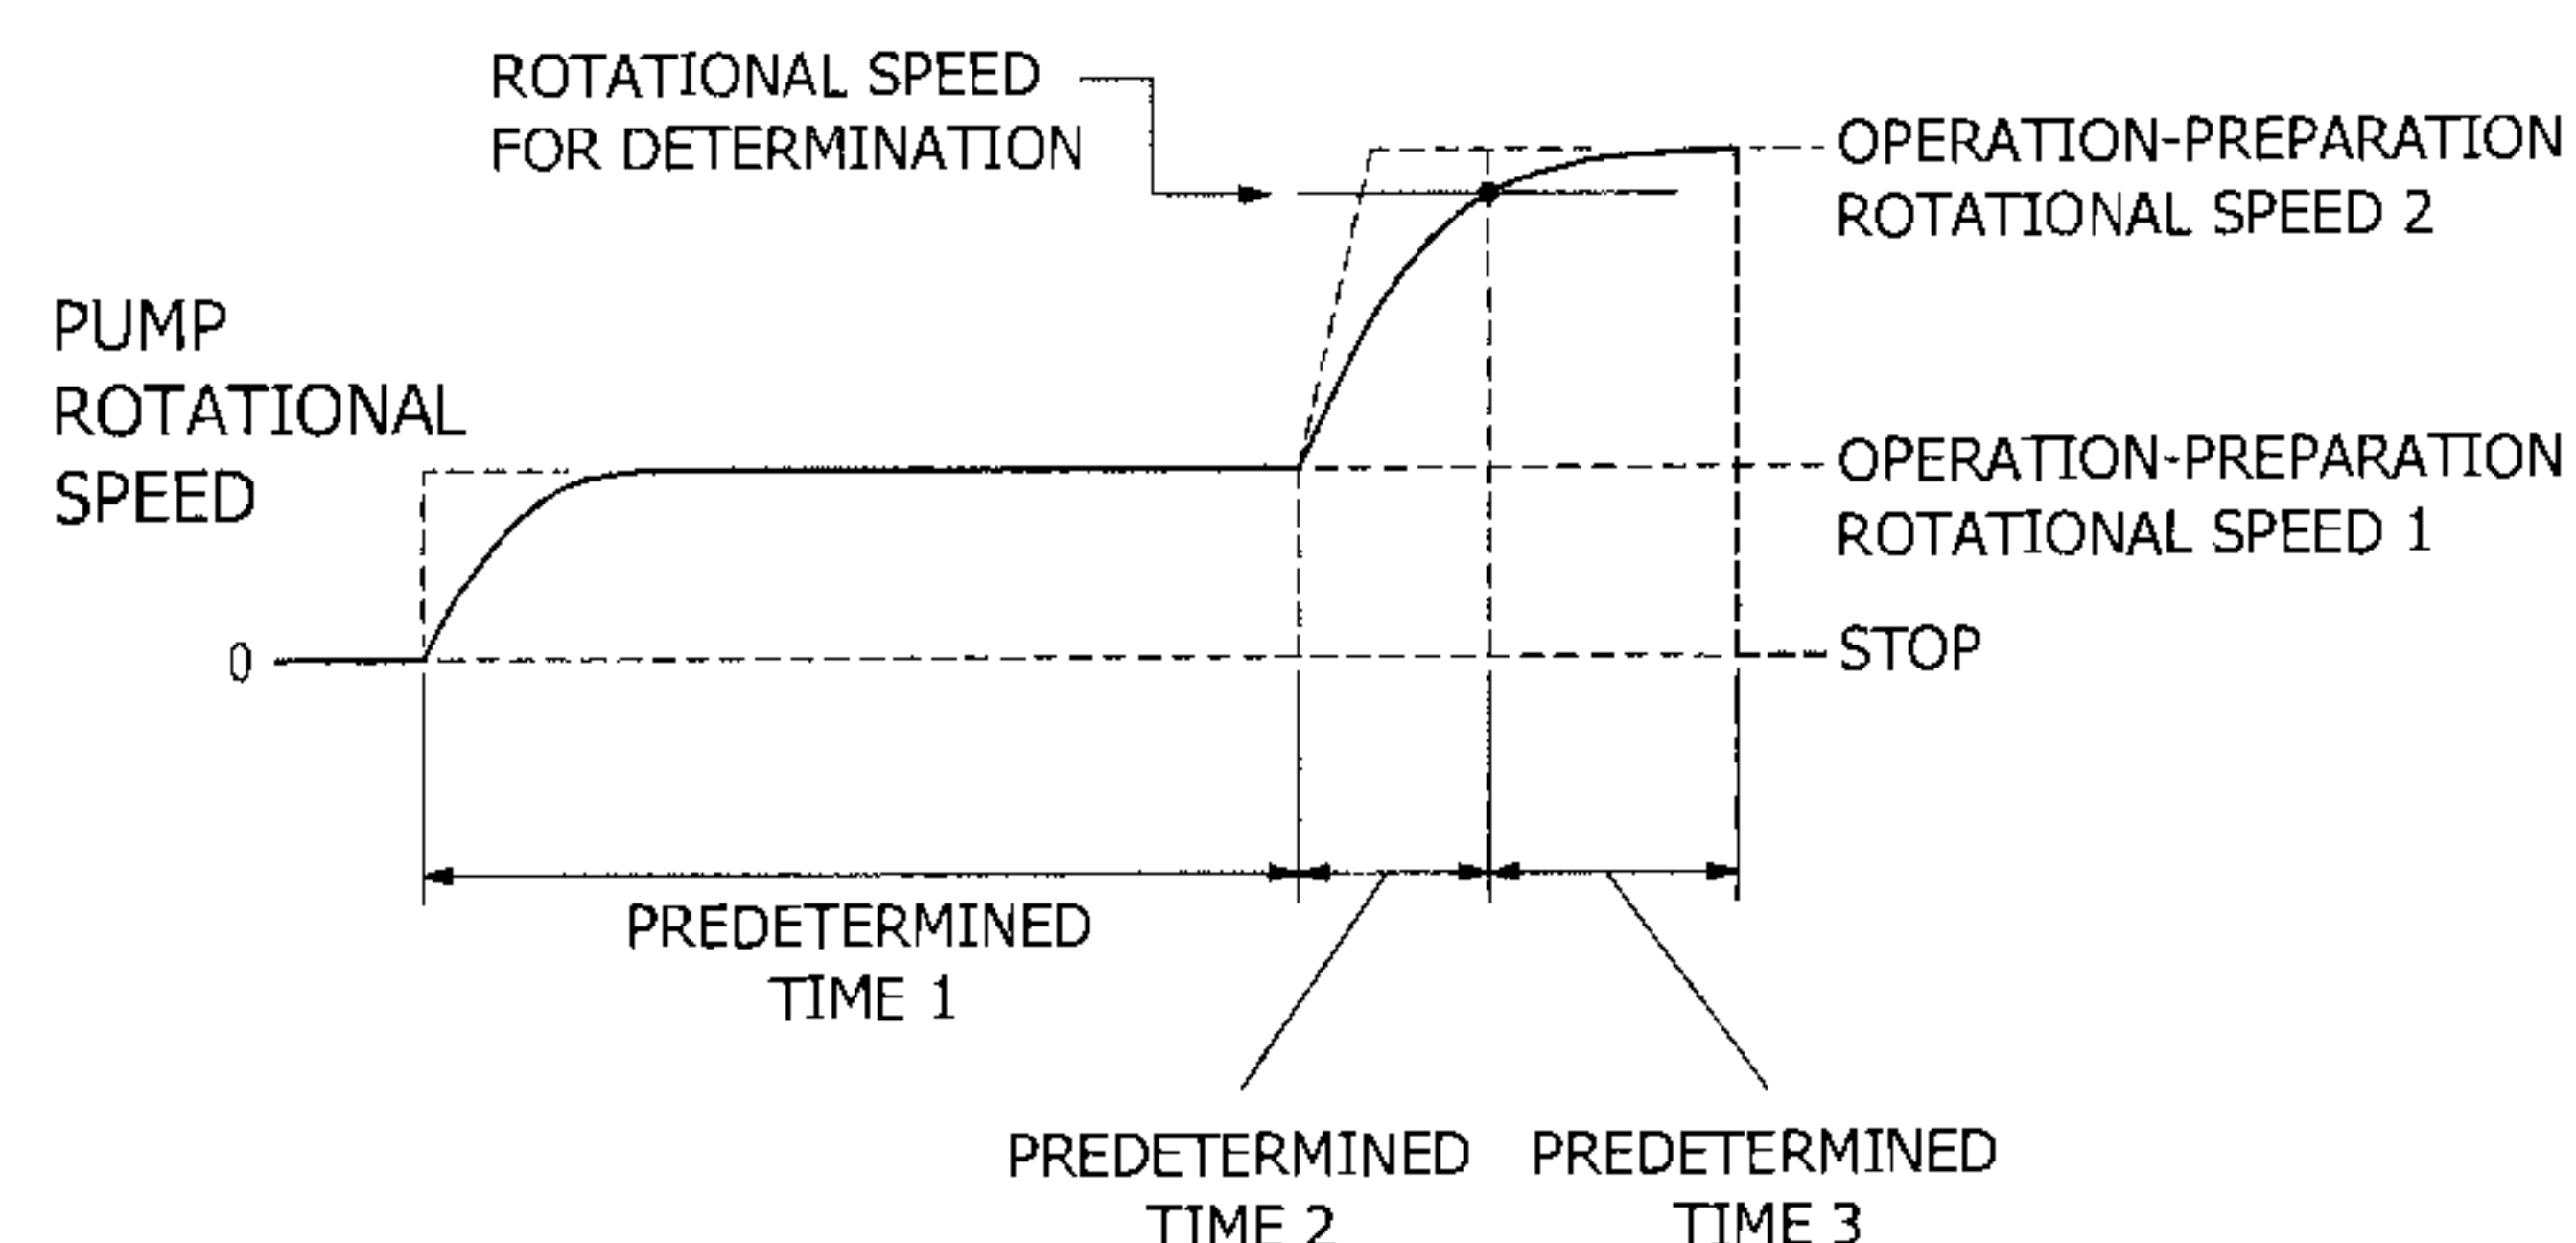 ROTATIONAL SPEED
FOR DETERMINATION
OPERATION-PREPARATION
ROTATIONAL SPEED 2
PUMP
ROTATIONAL
SPEED
OPERATION-PREPARATION
ROTATIONAL SPEED 1
0
STOP
PREDETERMINED
TIME 1
PREDETERMINED
TIME 2
PREDETERMINED
TIME 3